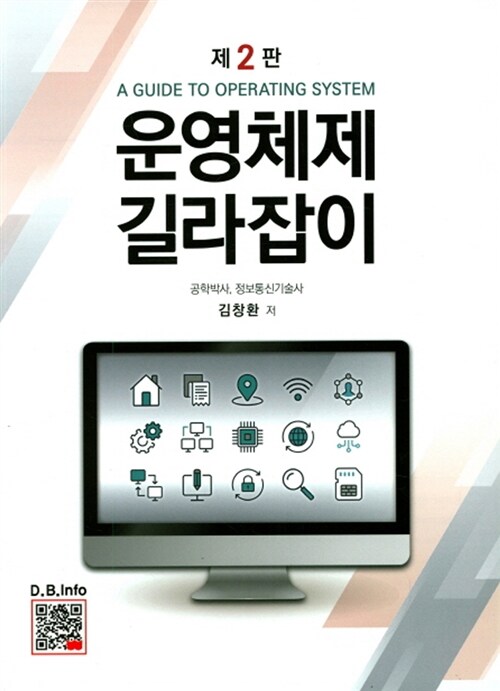 제2판
A GUIDE TO OPERATING SYSTEM
운영체제
길라잡이
공학박사, 정보통신기술사
김창환 저
D.B.Info